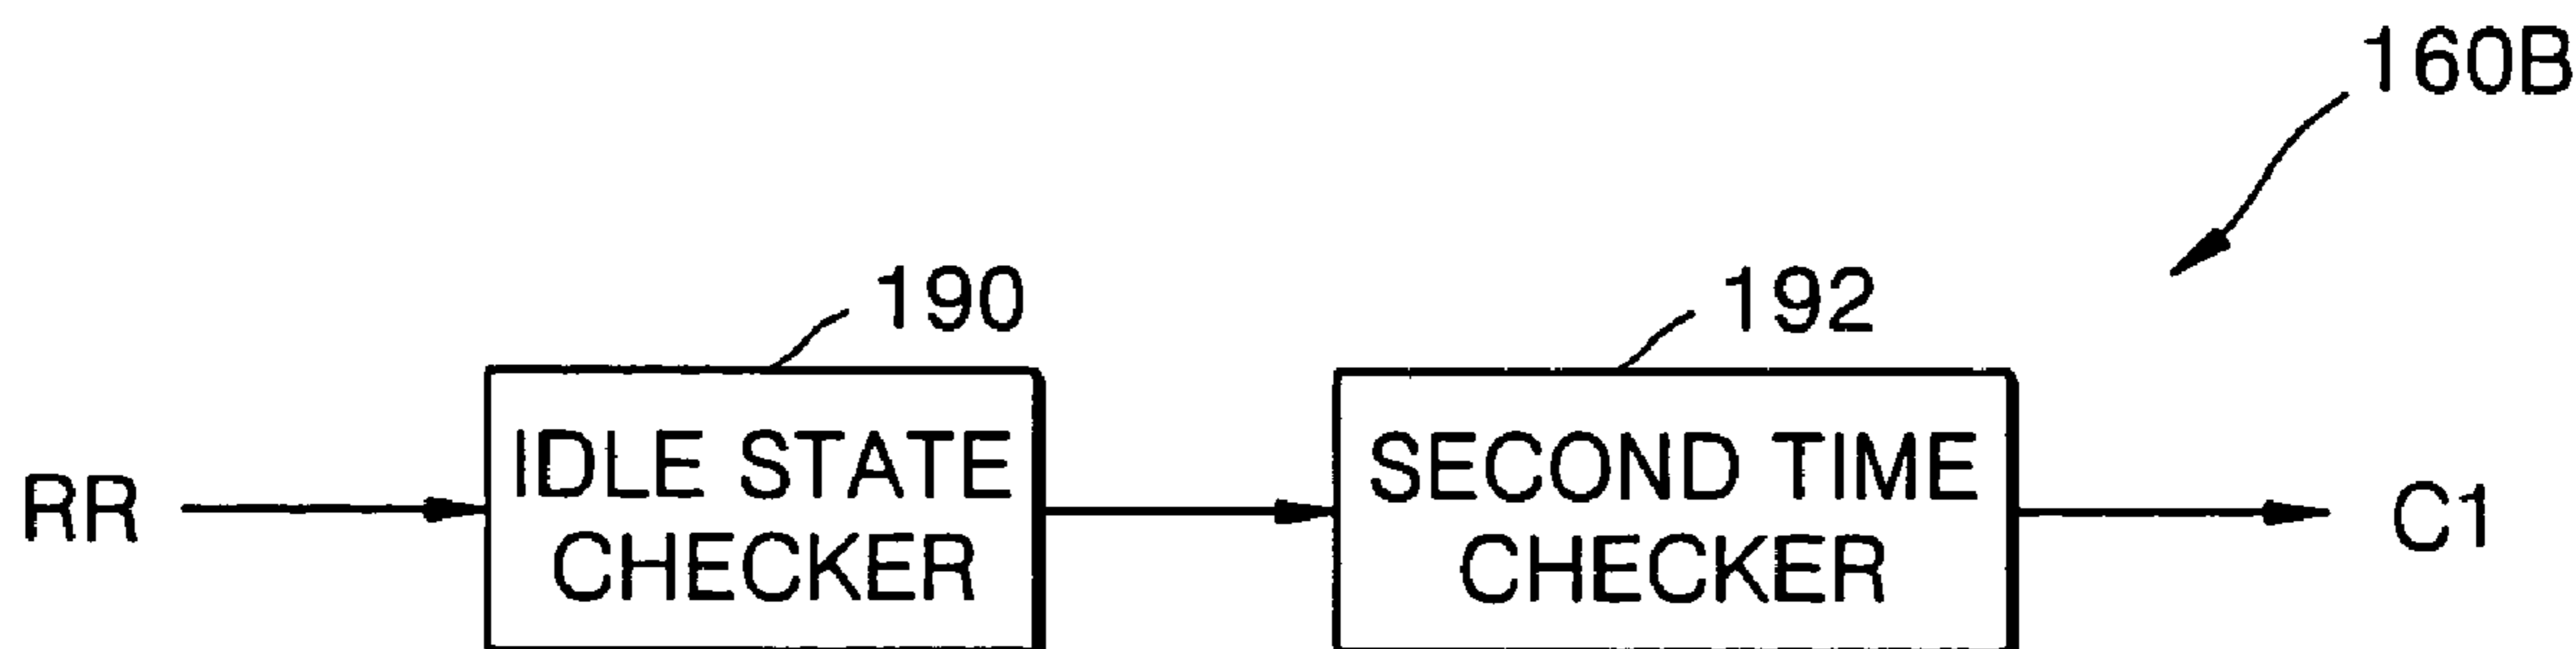 160B
190
192
RR
IDLE STATE
CHECKER
SECOND TIME
CHECKER
C1